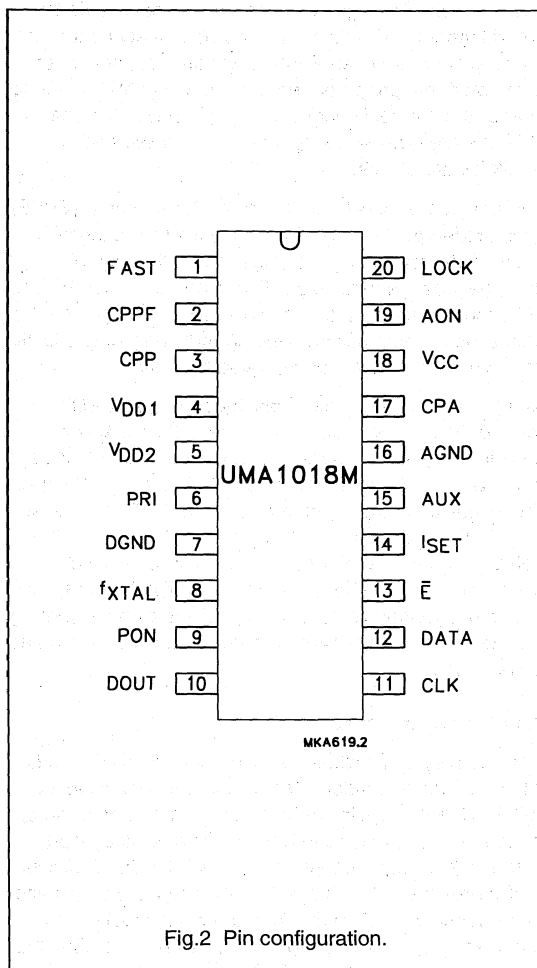 FAST 1 20 LOCK
CPPF 2 19 AON
CPP 3 18 VCC
VDD1 4 17 CPA
VDD2 5 16 AGND
UMA1018M
PRI 6 15 AUX
DGND 7 14 ISET
fXTAL 8 13 E̅
PON 9 12 DATA
DOUT 10 11 CLK
MKA619.2
Fig.2 Pin configuration.